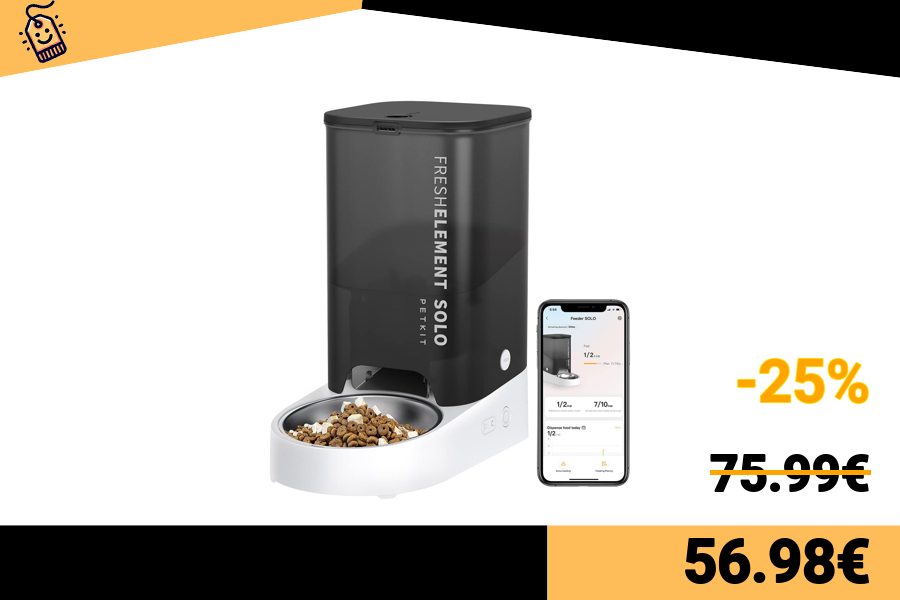 FRESHELEMENT SOLO
PETKIT
Feeder SOLO
1/2
1/2
7/10
Dispense feed today
1/2
-25%
75.99€
56.98€